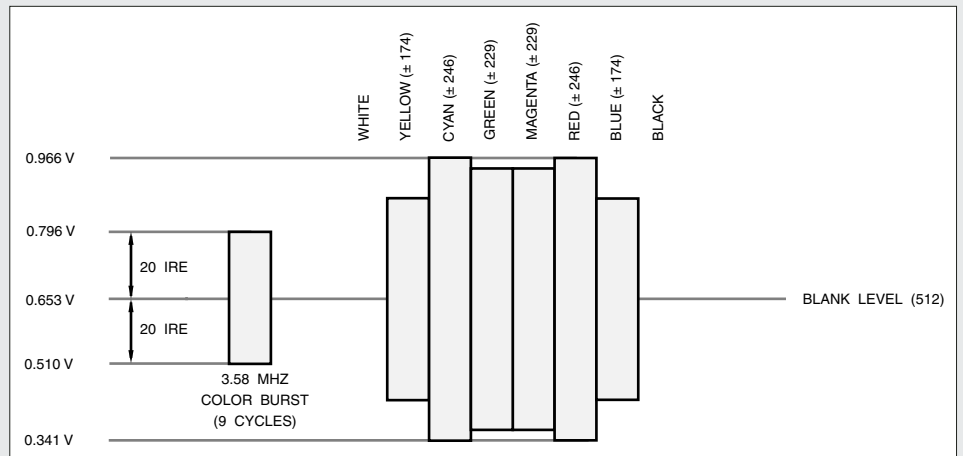 WHITE
YELLOW (± 174)
CYAN (± 246)
GREEN (± 229)
MAGENTA (± 229)
RED (± 246)
BLUE (± 174)
BLACK
0.966 V
0.796 V
20 IRE
0.653 V
BLANK LEVEL (512)
20 IRE
0.510 V
3.58 MHZ
COLOR BURST
(9 CYCLES)
0.341 V